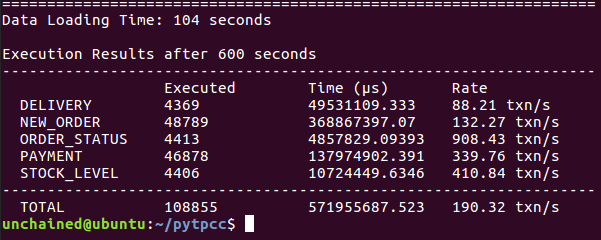 ==================================================================
Data Loading Time: 104 seconds
Execution Results after 600 seconds
------------------------------------------------------------------
Executed Time (µs) Rate
DELIVERY 4369 49531109.333 88.21 txn/s
NEW_ORDER 48789 368867397.07 132.27 txn/s
ORDER_STATUS 4413 4857829.09393 908.43 txn/s
PAYMENT 46878 137974902.391 339.76 txn/s
STOCK_LEVEL 4406 10724449.6346 410.84 txn/s
------------------------------------------------------------------
TOTAL 108855 571955687.523 190.32 txn/s
unchained@ubuntu:~/pytpcc$